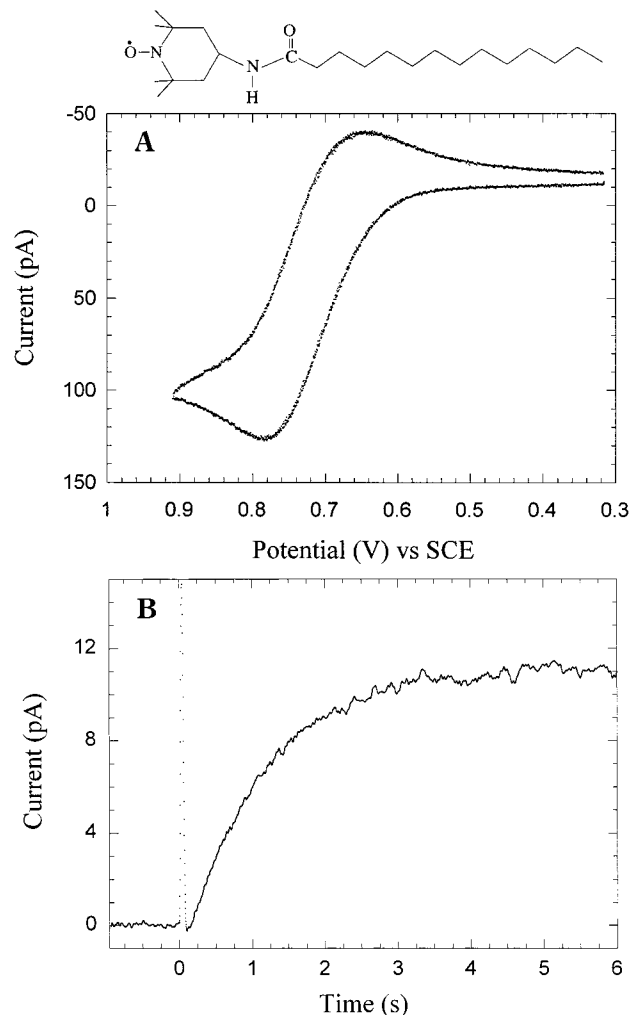 O
Ȯ-N
N
C
H
A
-50
0
50
100
150
Current (pA)
1 0.9 0.8 0.7 0.6 0.5 0.4 0.3
Potential (V) vs SCE
B
12
8
4
0
Current (pA)
0 1 2 3 4 5 6
Time (s)